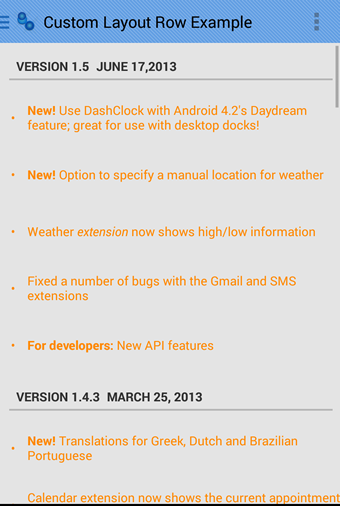 Custom Layout Row Example
VERSION 1.5 JUNE 17,2013
• New! Use DashClock with Android 4.2's Daydream
feature; great for use with desktop docks!
• New! Option to specify a manual location for weather
• Weather extension now shows high/low information
• Fixed a number of bugs with the Gmail and SMS
extensions
• For developers: New API features
VERSION 1.4.3 MARCH 25, 2013
• New! Translations for Greek, Dutch and Brazilian
Portuguese
Calendar extension now shows the current appointment